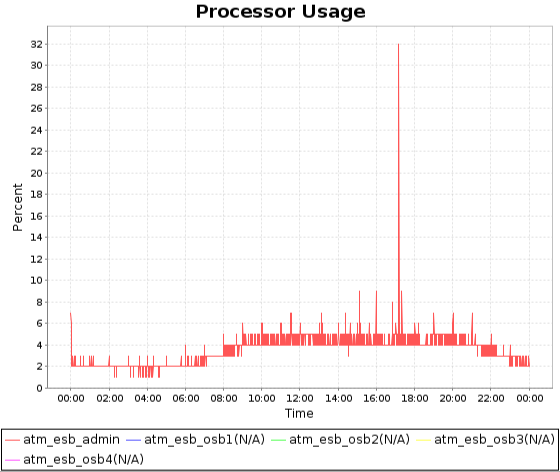 Processor Usage
32
30
28
26
24
22
20
18
16
14
12
10
8
6
4
2
0
Percent
00:00 02:00 04:00 06:00 08:00 10:00 12:00 14:00 16:00 18:00 20:00 22:00 00:00
Time
atm_esb_admin atm_esb_osb1(N/A) atm_esb_osb2(N/A) atm_esb_osb3(N/A)
atm_esb_osb4(N/A)